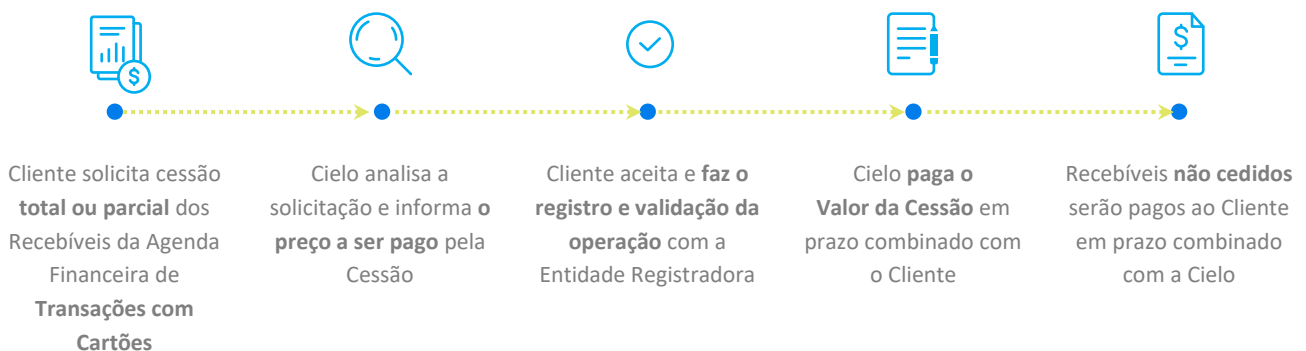 $
$
Cliente solicita cessão
total ou parcial dos
Recebíveis da Agenda
Financeira de
Transações com
Cartões
Cielo analisa a
solicitação e informa o
preço a ser pago pela
Cessão
Cliente aceita e faz o
registro e validação da
operação com a
Entidade Registradora
Cielo paga o
Valor da Cessão em
prazo combinado com
o Cliente
Recebíveis não cedidos
serão pagos ao Cliente
em prazo combinado
com a Cielo